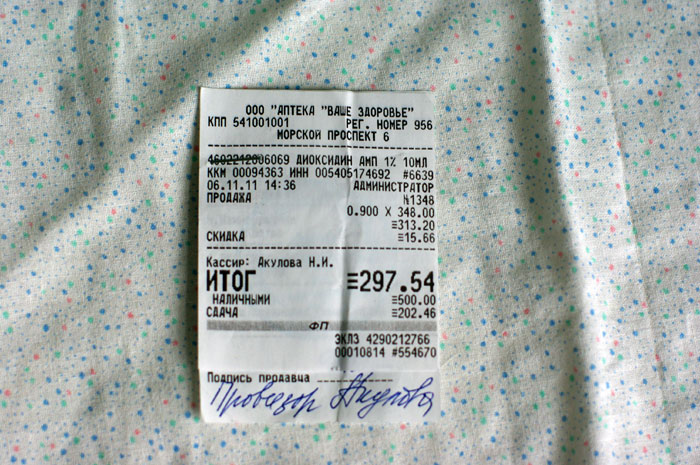 ООО "АПТЕКА "ВАШЕ ЗДОРОВЬЕ"
КПП 541001001 РЕГ. НОМЕР 956
МОРСКОЙ ПРОСПЕКТ 6
4602212006069 ДИОКСИДИН АМП 1% 10МЛ
ККМ 00094363 ИНН 005405174692 #6639
06.11.11 14:36 ААМИНИСТРАТОР
ПРОДАЖА №1348
0.900 X 348.00
≡313.20
СКИДКА ≡15.66
Кассир: Акулова Н.И.
ИТОГ ≡297.54
НАЛИЧНЫМИ ≡500.00
СДАЧА ≡202.46
ФП
ЭКЛЗ 4290212766
00010814 #554670
Подпись продавца
Провизор Акулова